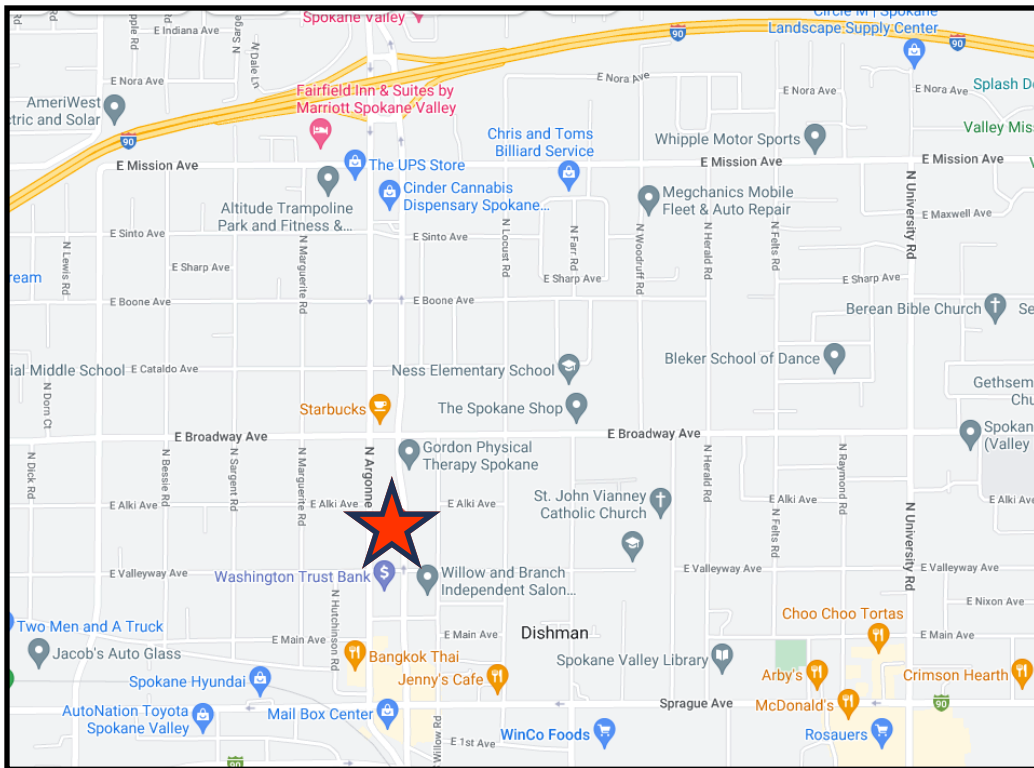 Spokane Valley
Circle M | Spokane
Landscape Supply Center
E Indiana Ave
N Dale Ln
90
90
E Nora Ave
E Nora Ave
E Nora Ave
Splash De
AmeriWest
ctric and Solar
Fairfield Inn & Suites by
Marriott Spokane Valley
90
Chris and Toms
Billiard Service
Whipple Motor Sports
Valley Mis
E Mission Ave
The UPS Store
E Mission Ave
E Mission Ave
Altitude Trampoline
Park and Fitness &...
Cinder Cannabis
Dispensary Spokane...
Megchanics Mobile
Fleet & Auto Repair
N University Rd
E Maxwell Ave
E Sinto Ave
E Sinto Ave
N Lewis Rd
N Marguerite Rd
N Locust Rd
N Farr Rd
N Woodruff Rd
N Herald Rd
N Felts Rd
E Sharp Ave
E Sharp Ave
E Sharp Ave
ream
E Boone Ave
E Boone Ave
Berean Bible Church
Se
ial Middle School
E Cataldo Ave
Ness Elementary School
Bleker School of Dance
N Dorn Ct
Gethsem
Chu
Starbucks
The Spokane Shop
E Broadway Ave
E Broadway Ave
Spokan
(Valley
Gordon Physical
Therapy Spokane
N Dick Rd
N Bessie Rd
N Sargent Rd
N Marguerite Rd
N Argonne
N Herald Rd
N Felts Rd
N Raymond Rd
N University Rd
E Alki Ave
E Alki Ave
E Alki Ave
E Alki Ave
E Alki Ave
St. John Vianney
Catholic Church
E Valleyway Ave
Washington Trust Bank
Willow and Branch
Independent Salon...
E Valleyway Ave
E Valleyway Ave
N Hutchinson Rd
E Nixon Ave
Two Men and A Truck
E Main Ave
E Main Ave
Dishman
Choo Choo Tortas
E Main Ave
Jacob's Auto Glass
Bangkok Thai
Spokane Valley Library
Jenny's Cafe
Arby's
Crimson Hearth
Spokane Hyundai
McDonald's
AutoNation Toyota
Spokane Valley
Mail Box Center
Sprague Ave
90
Willow Rd
E 1st Ave
WinCo Foods
Rosauers
90